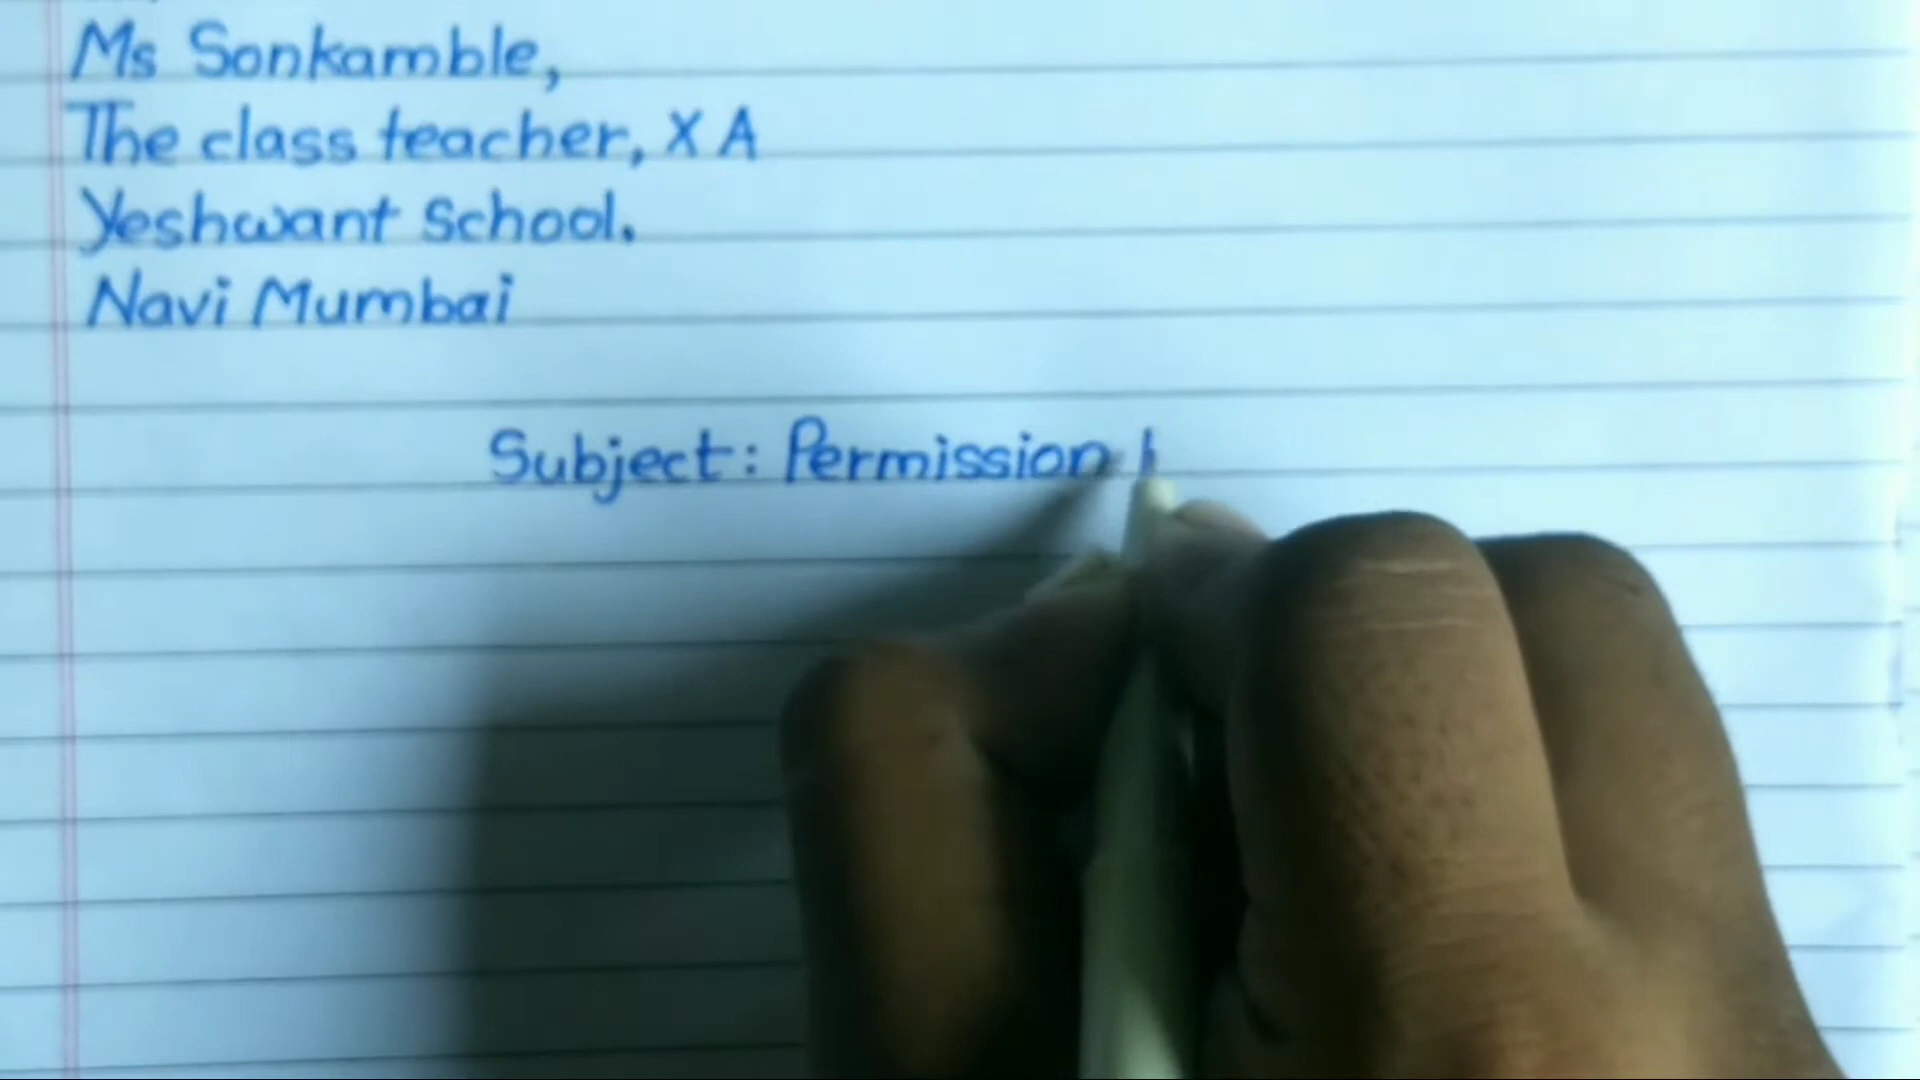 Ms Sonkamble,
The class teacher, X A
Yeshwant School.
Navi Mumbai
Subject: Permission